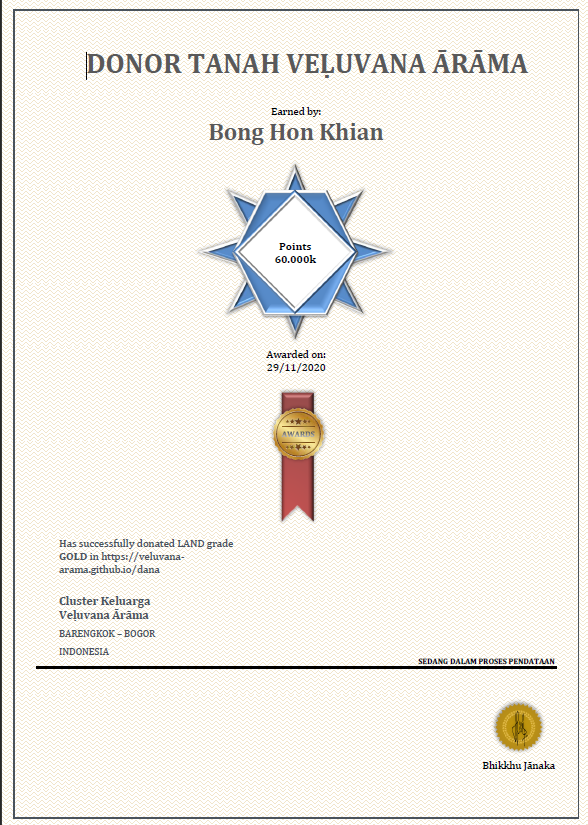 DONOR TANAH VEḶUVANA ĀRĀMA
Earned by:
Bong Hon Khian
Points
60.000k
Awarded on:
29/11/2020
AWARDS
Has successfully donated LAND grade
GOLD in https://veluvana-
arama.github.io/dana
Cluster Keluarga
Veḷuvana Ārāma
BARENGKOK – BOGOR
INDONESIA
SEDANG DALAM PROSES PENDATAAN
Bhikkhu Jānaka